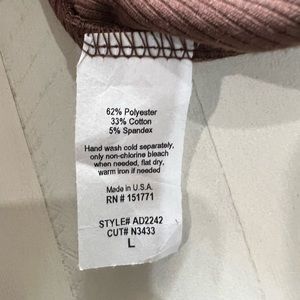 62% Polyester
33% Cotton
5% Spandex
Hand wash cold separately,
only non-chlorine bleach
when needed, flat dry,
warm iron if needed
Made in U.S.A.
RN # 151771
STYLE# AD2242
CUT# N3433
L